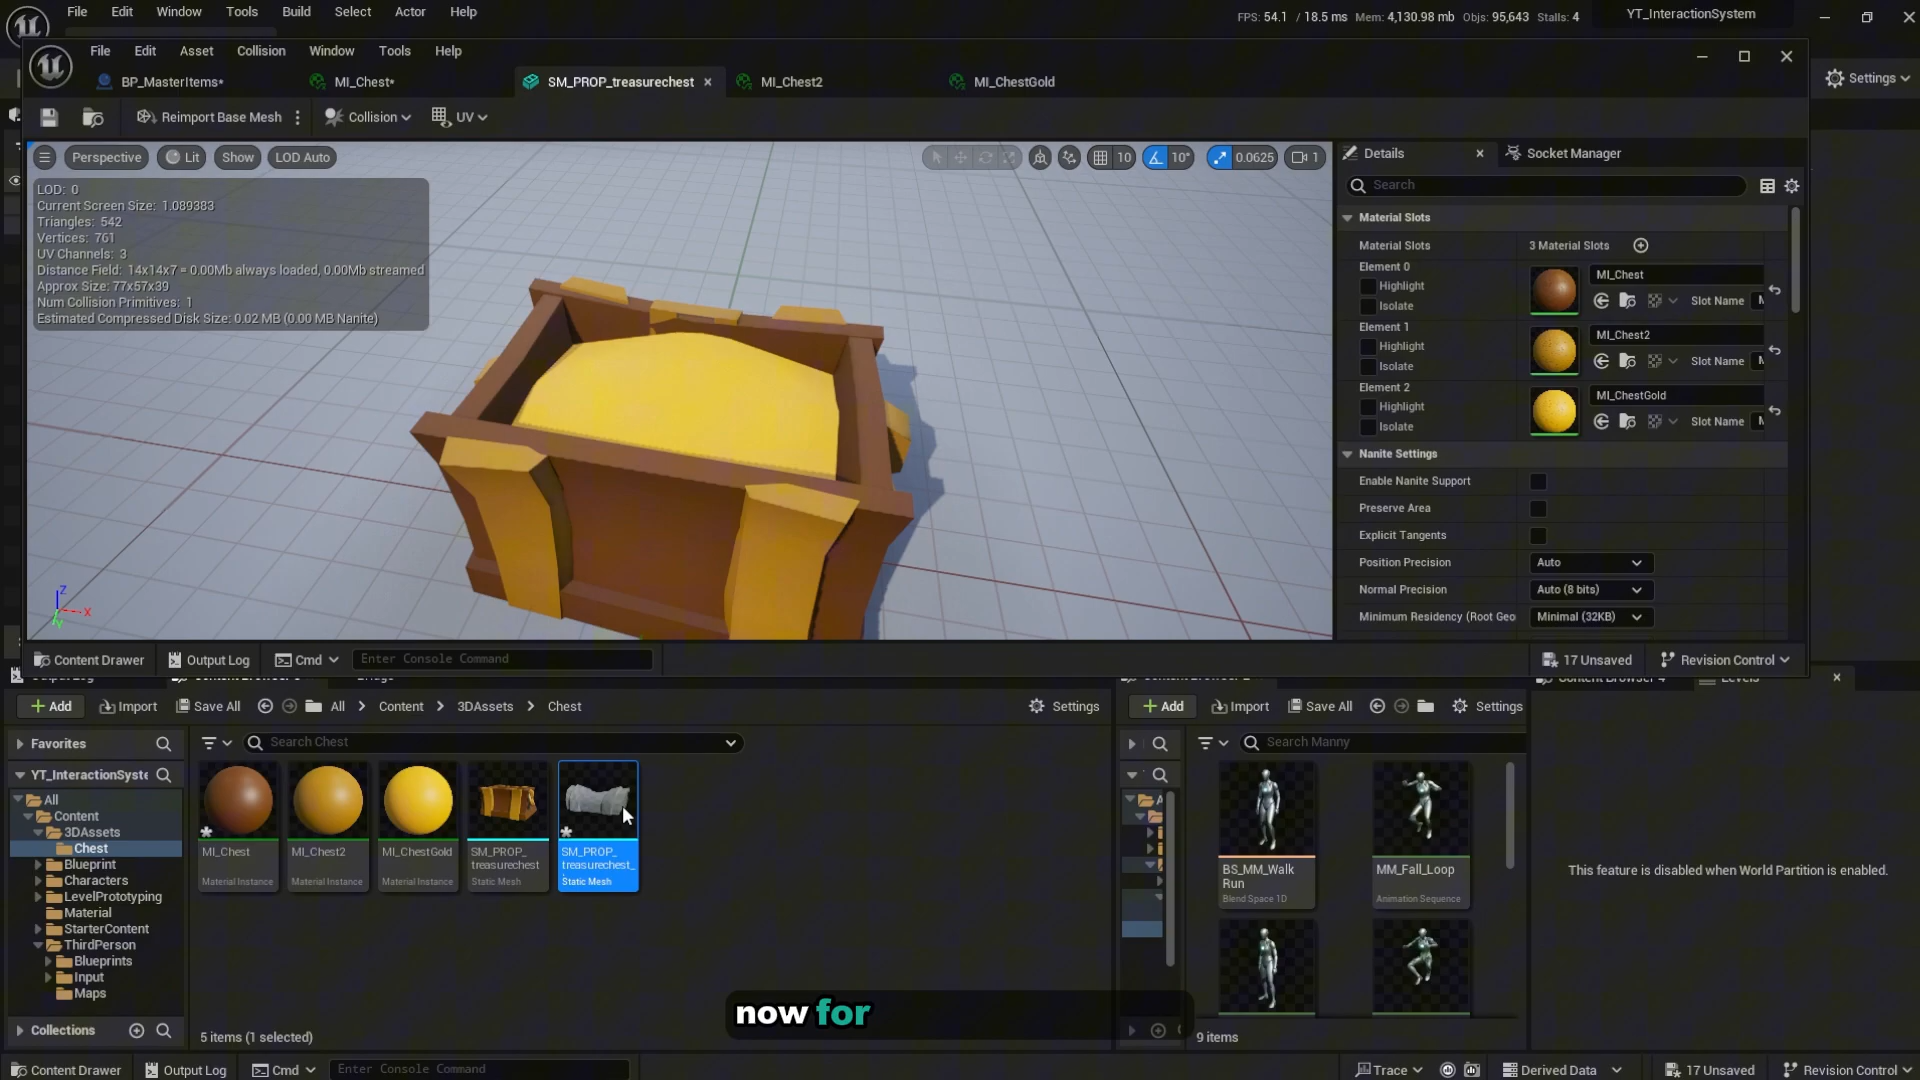 File Edit Window Tools Build Select Actor Help
FPS: 54.1 / 18.5 ms Mem: 4,130.98 mb Objs: 95,643 Stalls: 4
YT_InteractionSystem
File Edit Asset Collision Window Tools Help
BP_MasterItems*
MI_Chest*
SM_PROP_treasurechest
MI_Chest2
MI_ChestGold
Settings
Reimport Base Mesh
Collision
UV
Perspective
Lit
Show
LOD Auto
10
10°
0.0625
1
LOD: 0
Current Screen Size: 1.089383
Triangles: 542
Vertices: 761
UV Channels: 3
Distance Field: 14x14x7 = 0.00Mb always loaded, 0.00Mb streamed
Approx Size: 77x57x39
Num Collision Primitives: 1
Estimated Compressed Disk Size: 0.02 MB (0.00 MB Nanite)
Z
X
Y
Details
Socket Manager
Search
Material Slots
Material Slots
3 Material Slots
Element 0
Highlight
Isolate
MI_Chest
Slot Name
Element 1
Highlight
Isolate
MI_Chest2
Slot Name
Element 2
Highlight
Isolate
MI_ChestGold
Slot Name
Nanite Settings
Enable Nanite Support
Preserve Area
Explicit Tangents
Position Precision
Auto
Normal Precision
Auto (8 bits)
Minimum Residency (Root Geo
Minimal (32KB)
Content Drawer
Output Log
Cmd
Enter Console Command
17 Unsaved
Revision Control
Add
Import
Save All
All > Content > 3DAssets > Chest
Settings
Favorites
Search Chest
YT_InteractionSyste
All
Content
3DAssets
Chest
Blueprint
Characters
LevelPrototyping
Material
StarterContent
ThirdPerson
Blueprints
Input
Maps
Collections
MI_Chest
Material Instance
MI_Chest2
Material Instance
MI_ChestGold
Material Instance
SM_PROP_
treasurechest
Static Mesh
SM_PROP_
treasurechest_
Static Mesh
5 items (1 selected)
Add
Import
Save All
Settings
Search Manny
BS_MM_Walk
Run
Blend Space 1D
MM_Fall_Loop
Animation Sequence
9 items
This feature is disabled when World Partition is enabled.
now for
Content Drawer
Output Log
Cmd
Enter Console Command
Trace
Derived Data
17 Unsaved
Revision Control